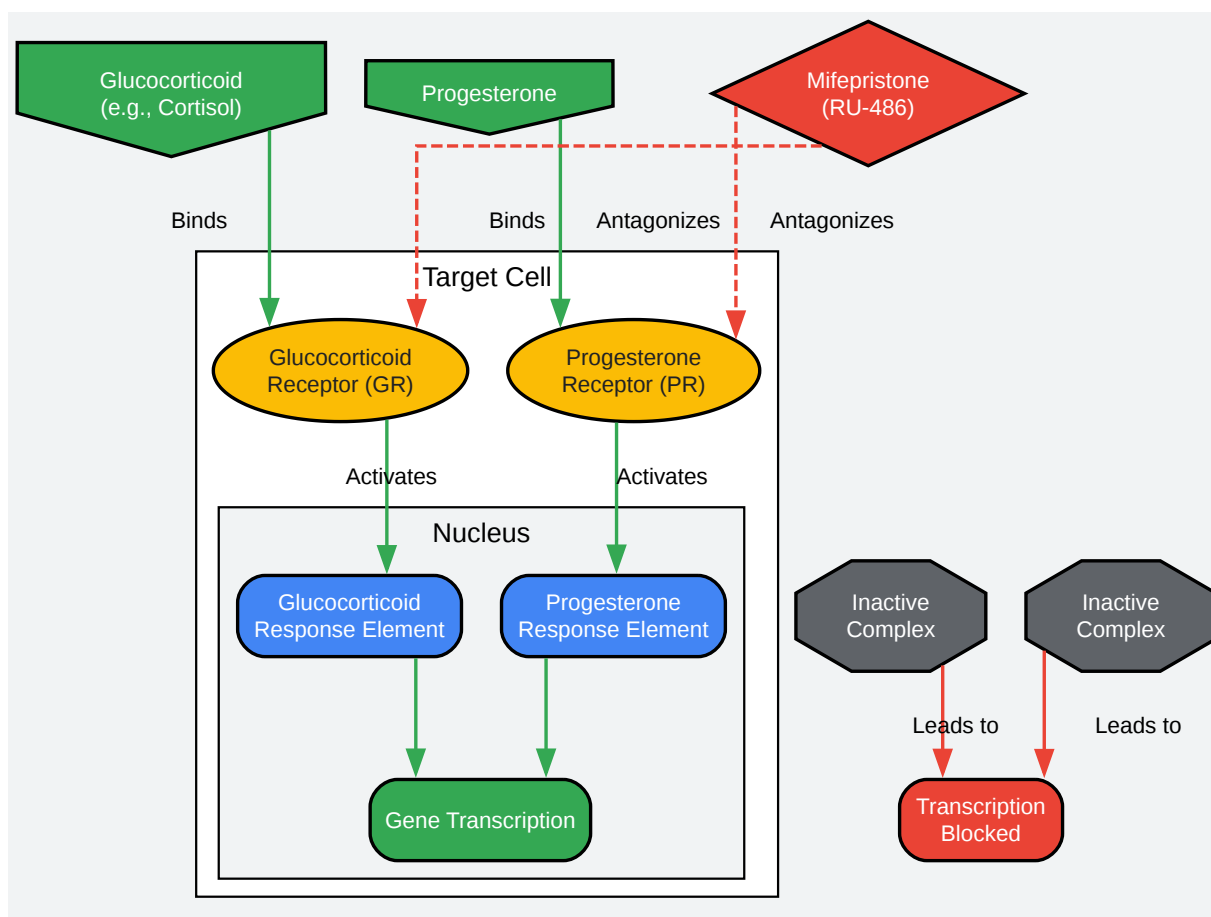 Glucocorticoid
(e.g., Cortisol)
Progesterone
Mifepristone
(RU-486)
Binds
Binds
Antagonizes
Antagonizes
Target Cell
Glucocorticoid
Receptor (GR)
Progesterone
Receptor (PR)
Activates
Activates
Nucleus
Glucocorticoid
Response Element
Progesterone
Response Element
Inactive
Complex
Inactive
Complex
Leads to
Leads to
Gene Transcription
Transcription
Blocked